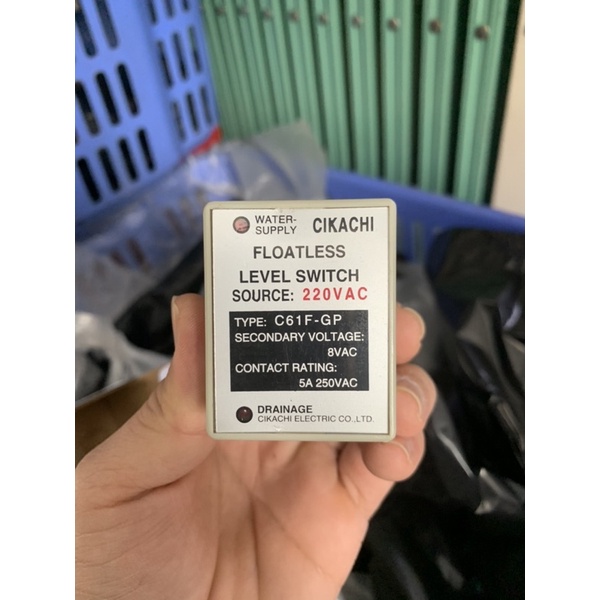 WATER-
SUPPLY CIKACHI
FLOATLESS
LEVEL SWITCH
SOURCE: 220VAC
TYPE: C61F-GP
SECONDARY VOLTAGE:
8VAC
CONTACT RATING:
5A 250VAC
DRAINAGE
CIKACHI ELECTRIC CO.,LTD.